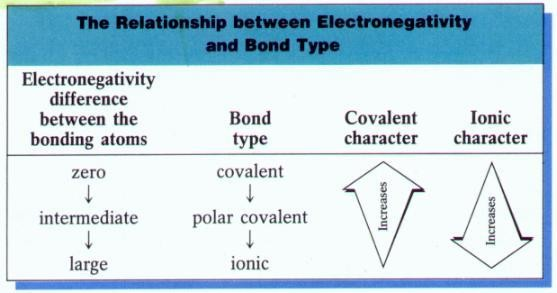 The Relationship between Electronegativity
and Bond Type
Electronegativity
difference
between the
bonding atoms
Bond
type
Covalent
character
Ionic
character
zero
covalent
intermediate
polar covalent
large
ionic
Increases
Increases